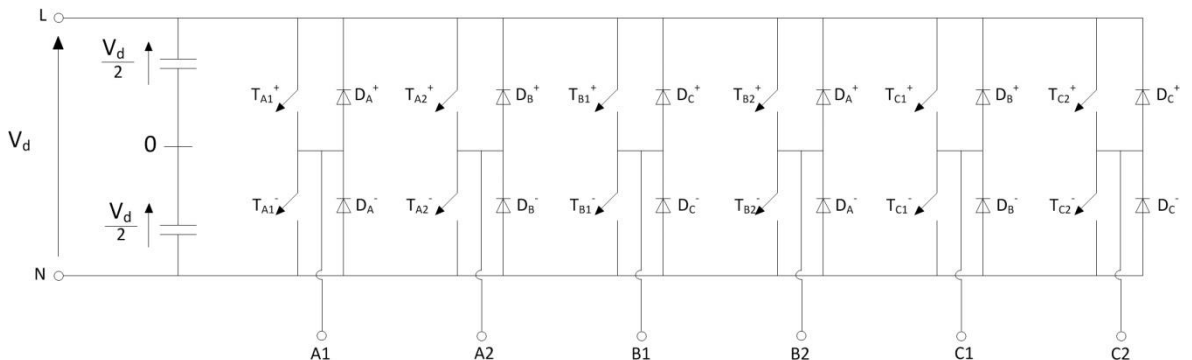 L
V_d
2
T_A1^+
D_A^+
T_A2^+
D_B^+
T_B1^+
D_C^+
T_B2^+
D_A^+
T_C1^+
D_B^+
T_C2^+
D_C^+
V_d
0
V_d
2
T_A1^-
D_A^-
T_A2^-
D_B^-
T_B1^-
D_C^-
T_B2^-
D_A^-
T_C1^-
D_B^-
T_C2^-
D_C^-
N
A1
A2
B1
B2
C1
C2